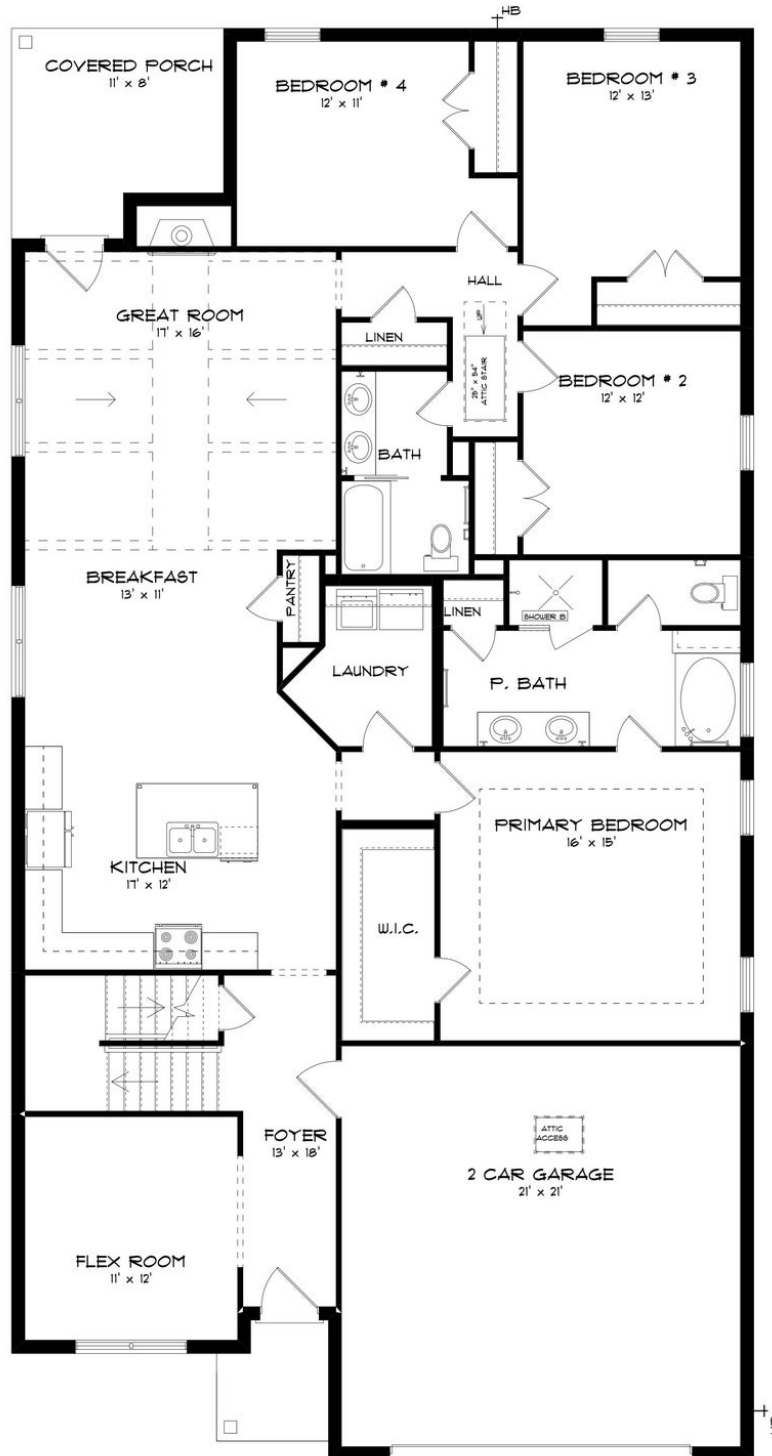 HB
COVERED PORCH
11' x 8'
BEDROOM # 4
12' x 11'
BEDROOM # 3
12' x 13'
HALL
UP
25" x 54"
ATTIC STAIR
GREAT ROOM
17' x 16'
LINEN
BEDROOM # 2
12' x 12'
BATH
BREAKFAST
13' x 11'
PANTRY
LINEN
SHOWER B
LAUNDRY
P. BATH
PRIMARY BEDROOM
16' x 15'
KITCHEN
17' x 12'
W.I.C.
FOYER
13' x 18'
ATTIC
ACCESS
2 CAR GARAGE
21' x 21'
FLEX ROOM
11' x 12'